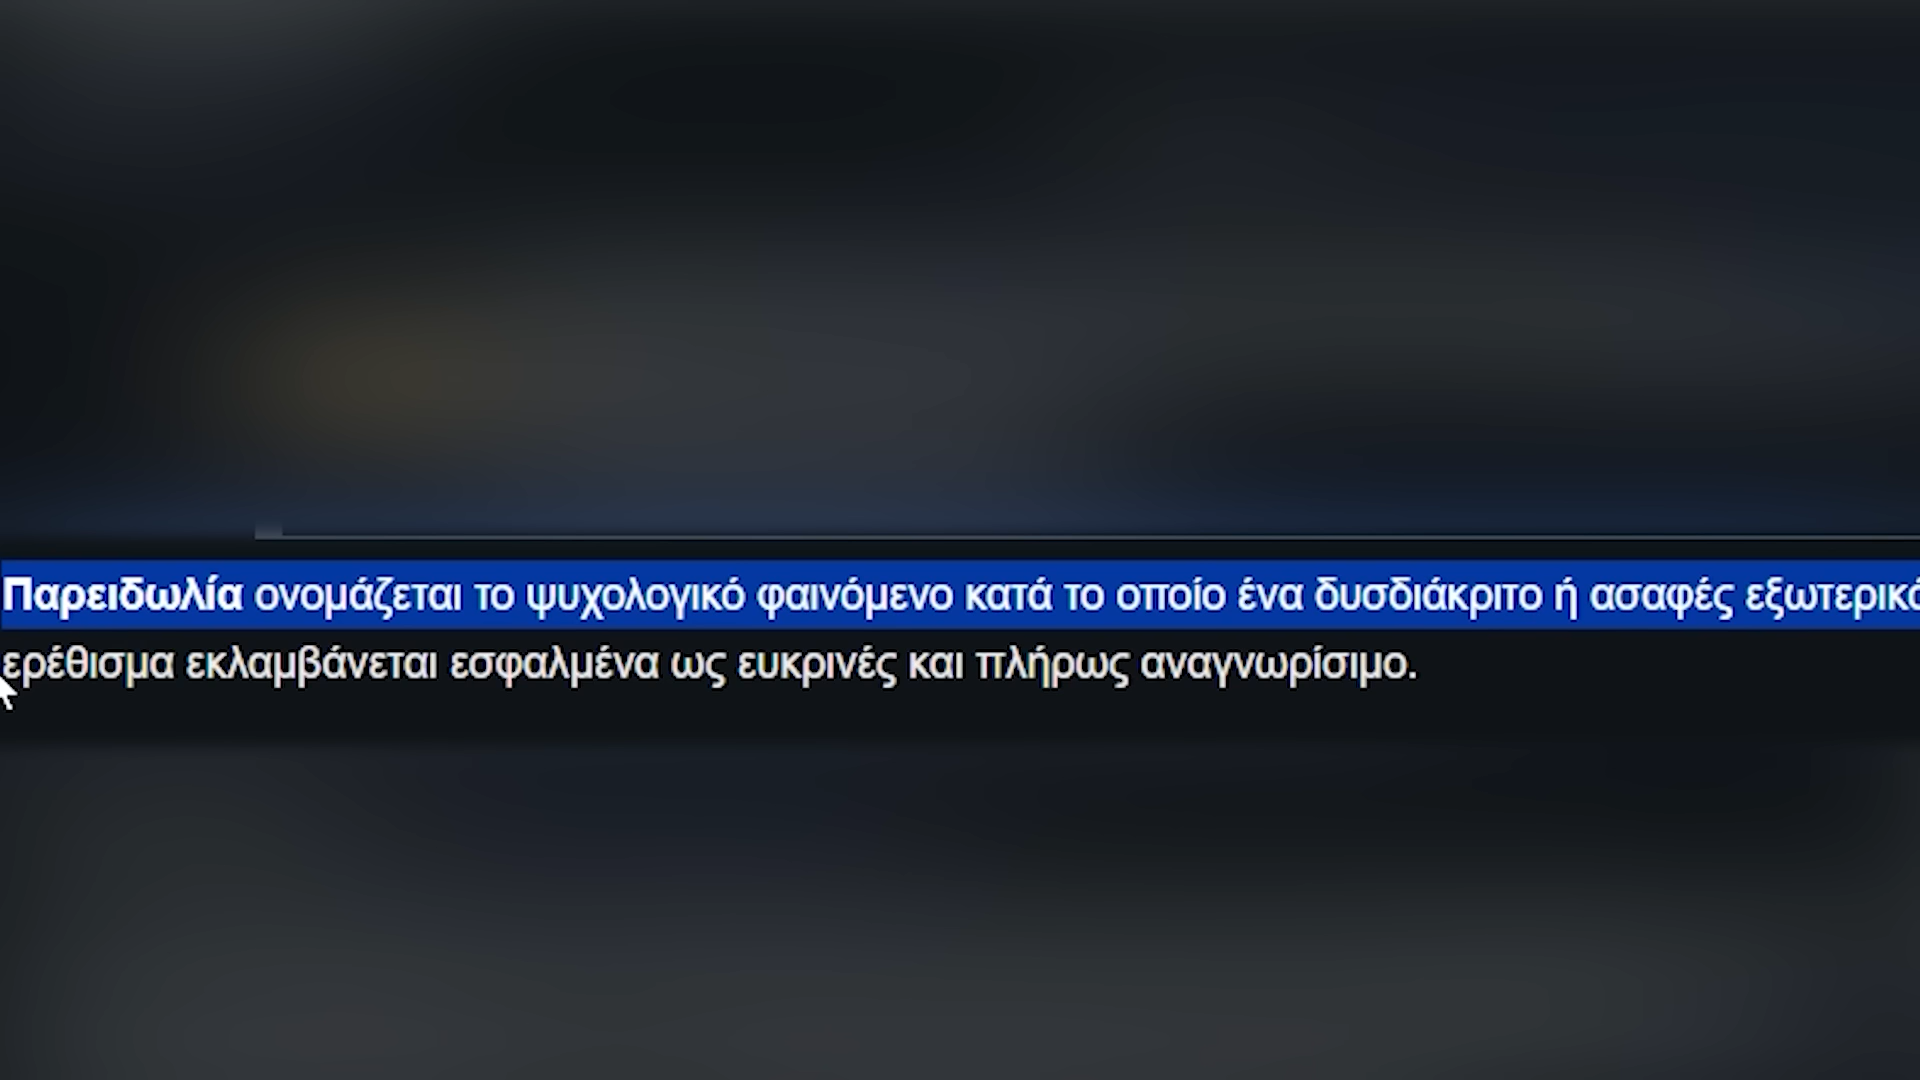 Παρειδωλία ονομάζεται το ψυχολογικό φαινόμενο κατά το οποίο ένα δυσδιάκριτο ή ασαφές εξωτερικό
ερέθισμα εκλαμβάνεται εσφαλμένα ως ευκρινές και πλήρως αναγνωρίσιμο.